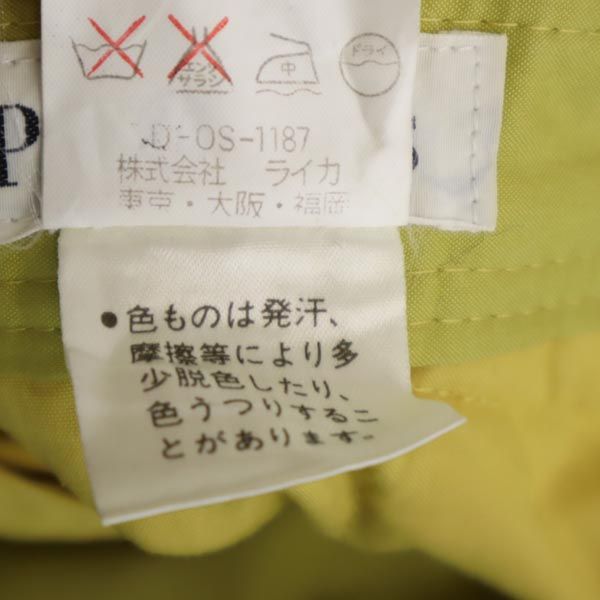 エンソ
サラシ
中
ドライ
P
D-OS-1187
株式会社 ライカ
東京・大阪・福岡
●色ものは発汗、
摩擦等により多
少脱色したり、
色うつりするこ
とがあります。